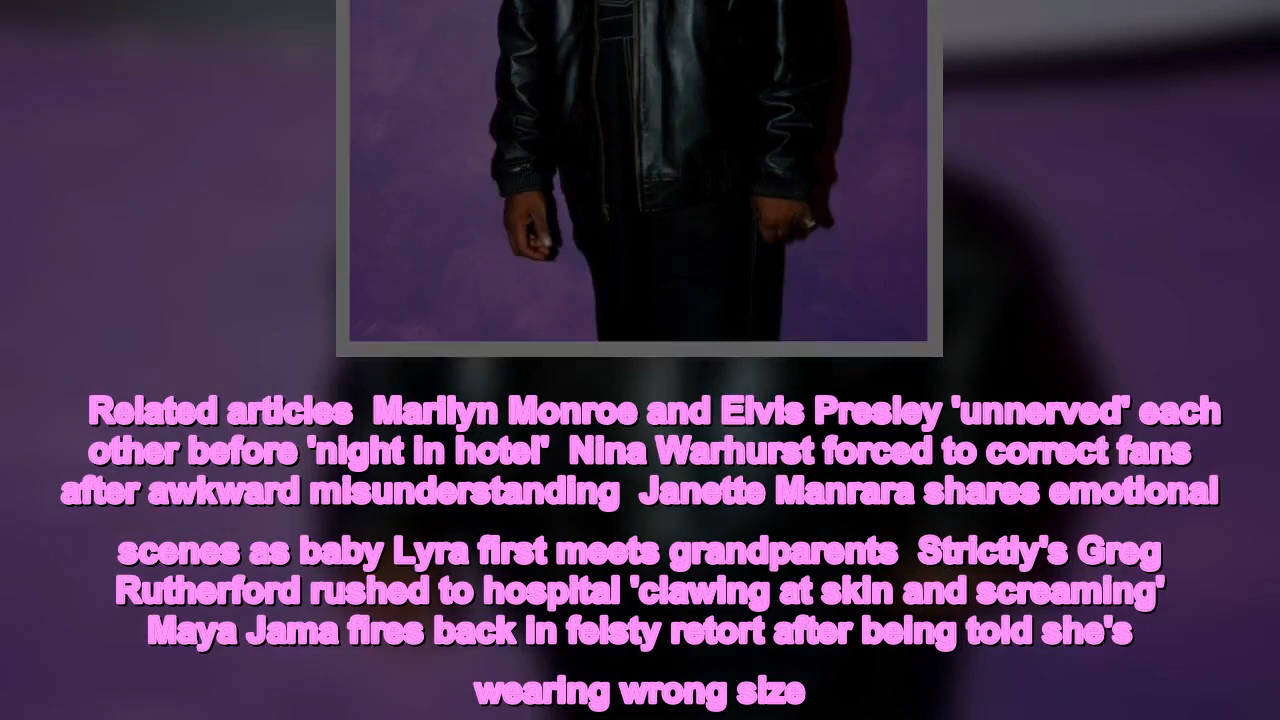 Related articles  Marilyn Monroe and Elvis Presley 'unnerved' each
other before 'night in hotel'  Nina Warhurst forced to correct fans
after awkward misunderstanding  Janette Manrara shares emotional
scenes as baby Lyra first meets grandparents  Strictly's Greg
Rutherford rushed to hospital 'clawing at skin and screaming'
Maya Jama fires back in feisty retort after being told she's
wearing wrong size